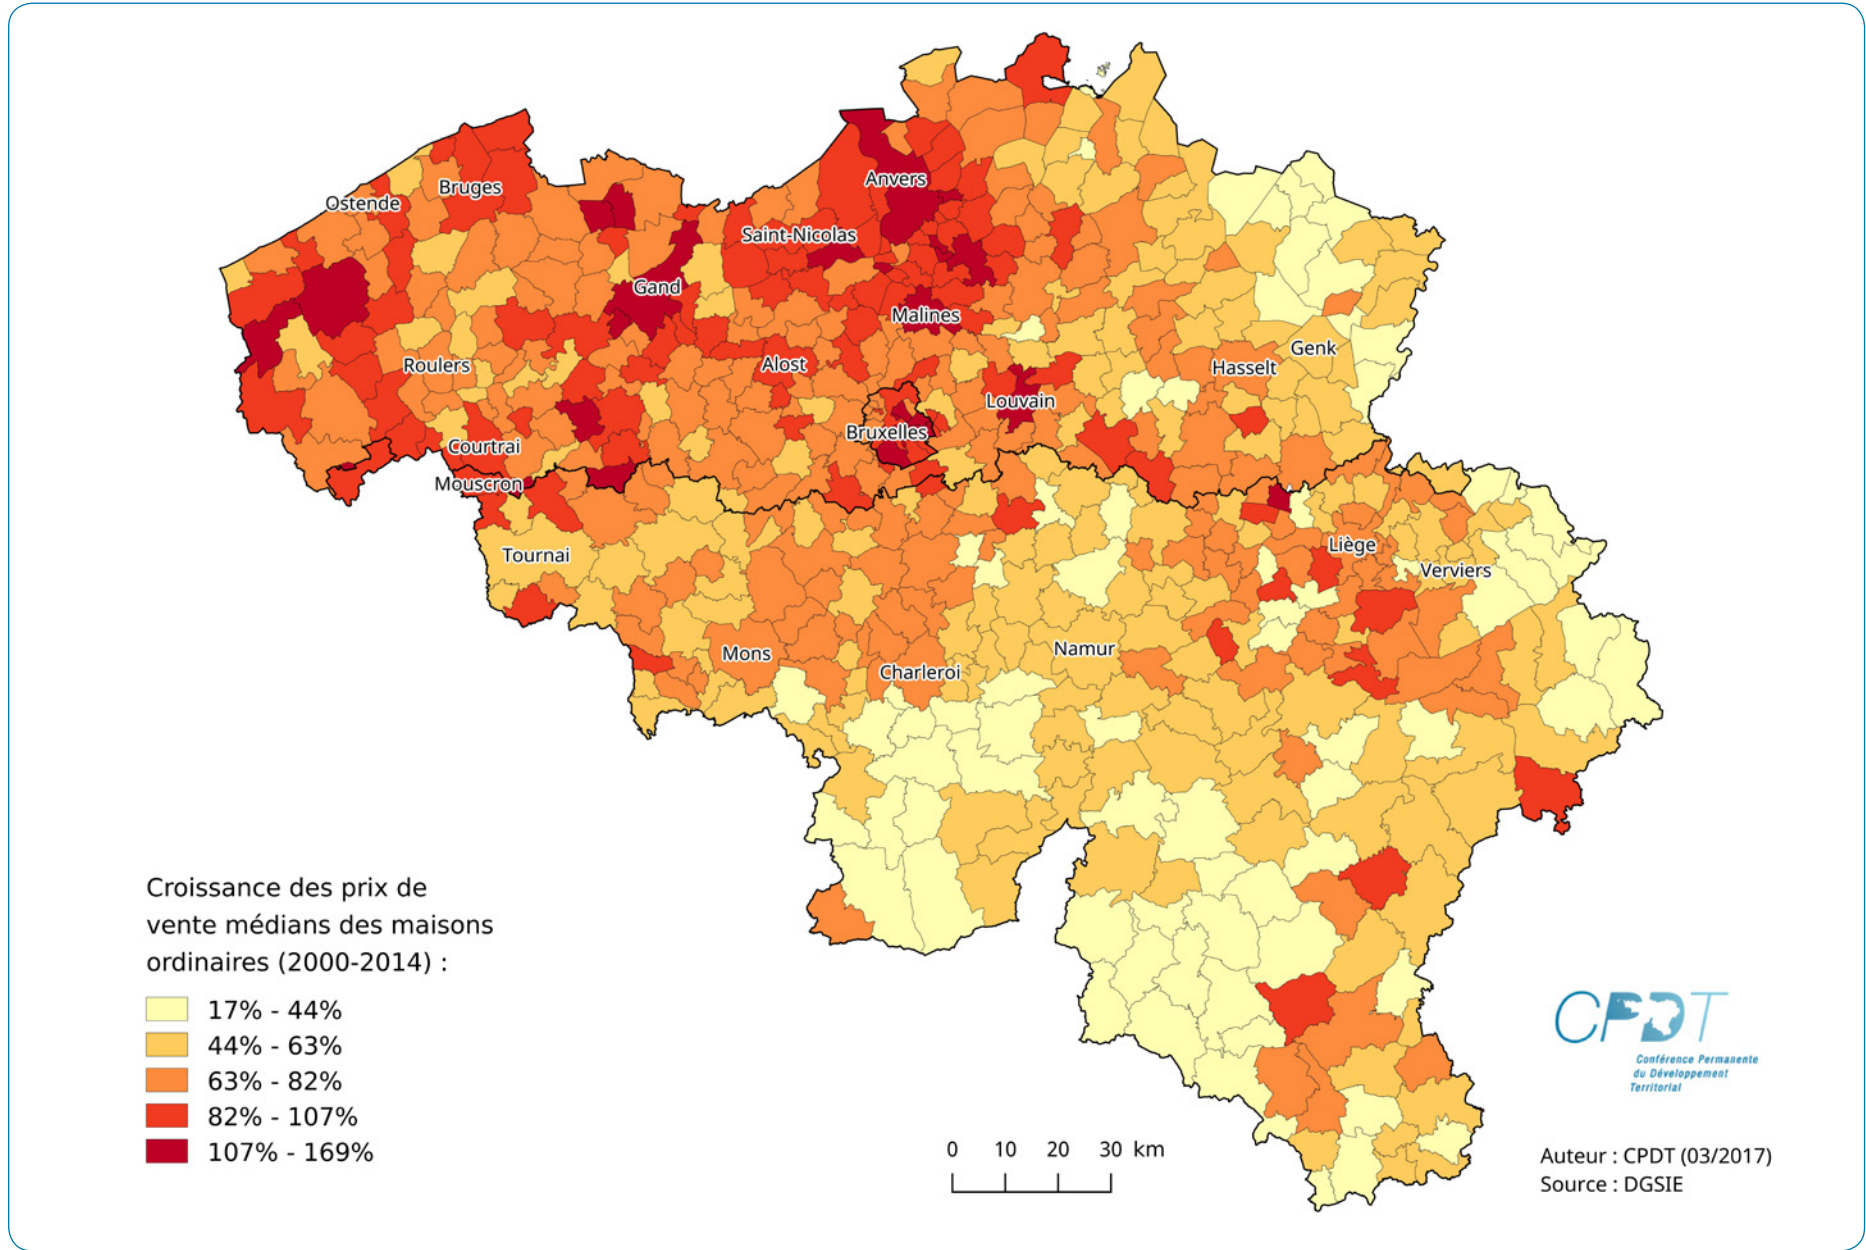 Anvers
Bruges
Ostende
Saint-Nicolas
Gand
Malines
Genk
Roulers
Alost
Hasselt
Louvain
Bruxelles
Courtrai
Mouscron
Liège
Tournai
Verviers
Namur
Mons
Charleroi
Croissance des prix de
vente médians des maisons
ordinaires (2000-2014) :
17% - 44%
44% - 63%
63% - 82%
82% - 107%
107% - 169%
0 10 20 30 km
CPDT
Conférence Permanente
du Développement
Territorial
Auteur : CPDT (03/2017)
Source : DGSIE